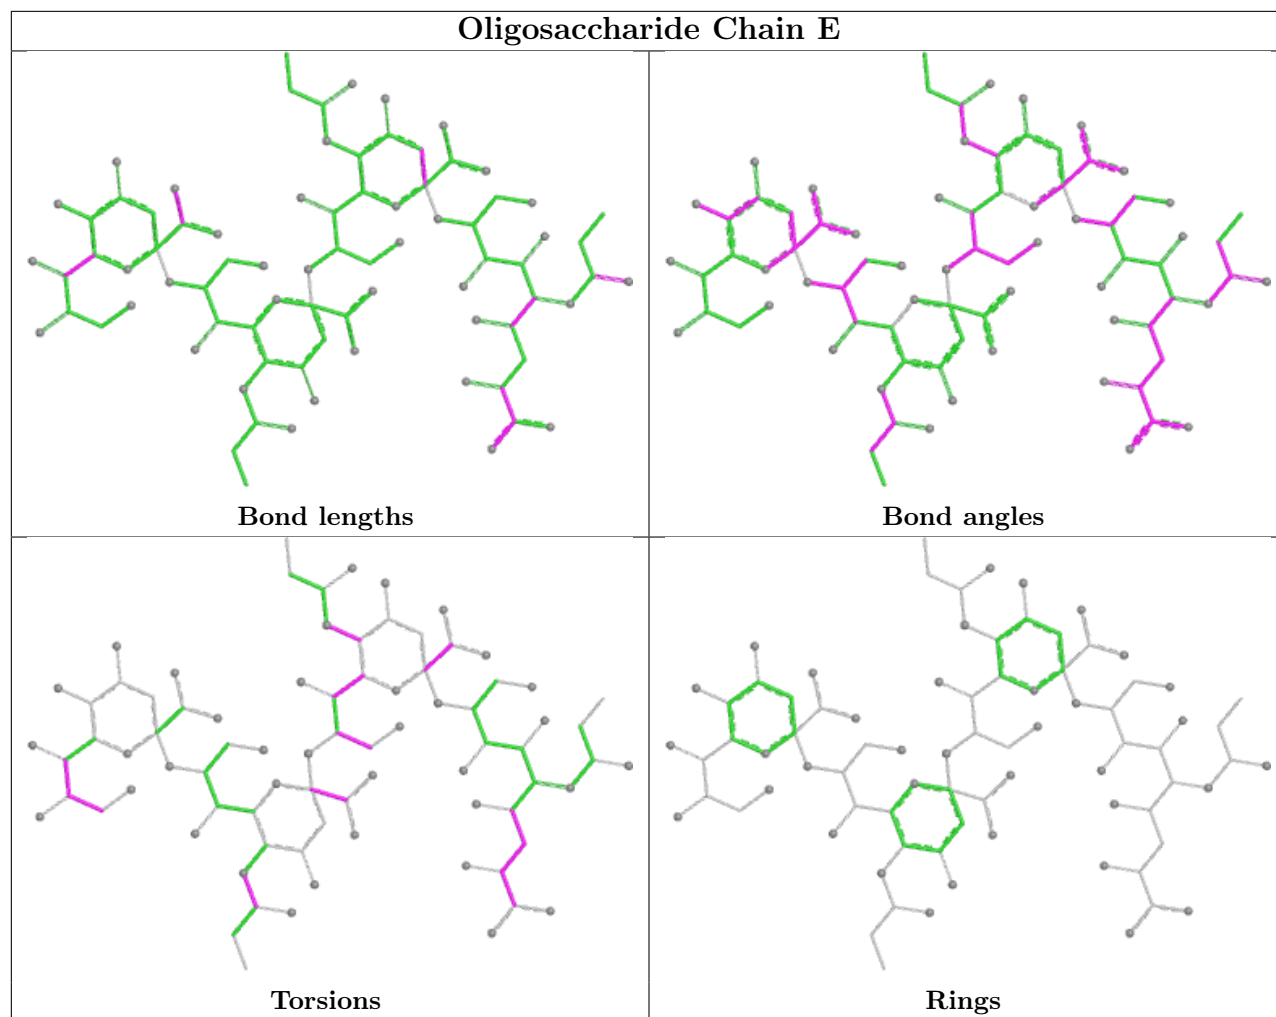 Oligosaccharide Chain E
Bond lengths
Bond angles
Torsions
Rings